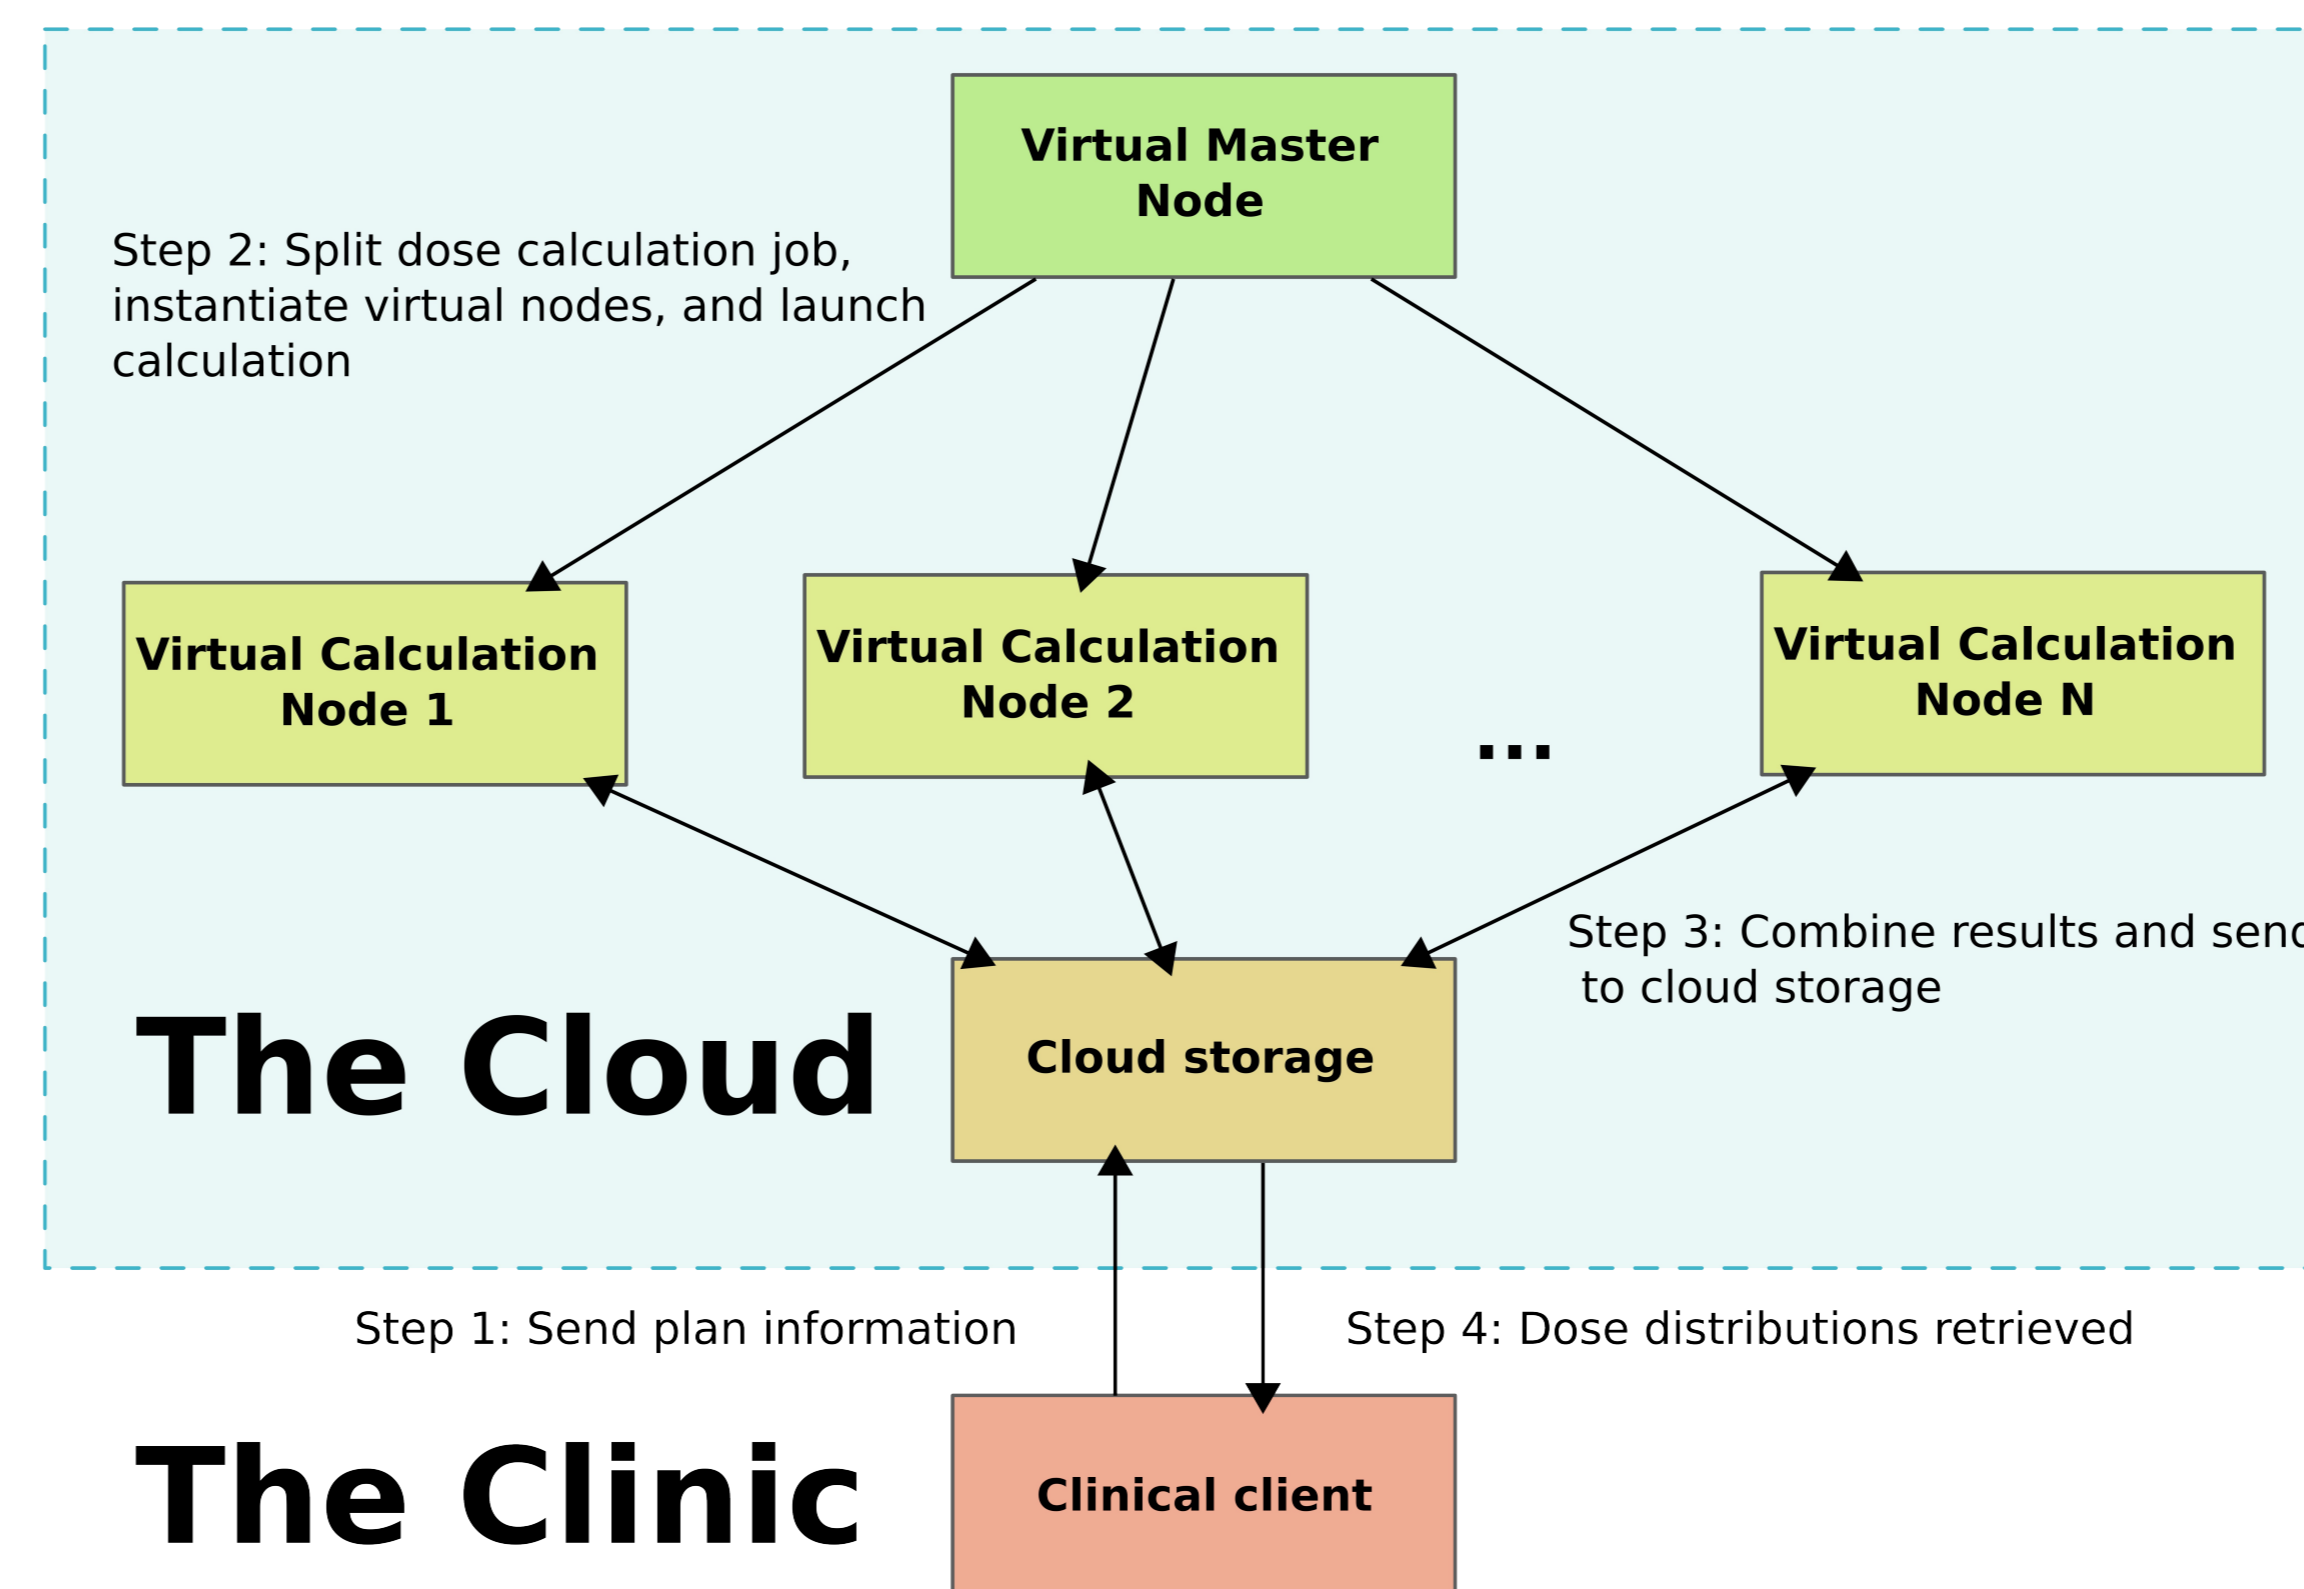 Virtual Master
Node
Step 2: Split dose calculation job,
instantiate virtual nodes, and launch
calculation
Virtual Calculation
Node 1
Virtual Calculation
Node 2
...
Virtual Calculation
Node N
Step 3: Combine results and send
to cloud storage
The Cloud
Cloud storage
Step 1: Send plan information
Step 4: Dose distributions retrieved
The Clinic
Clinical client